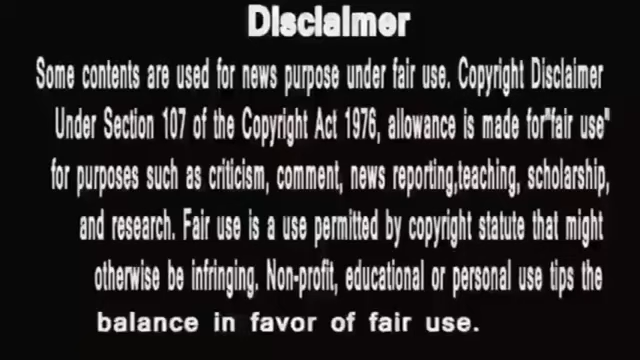 Disclaimer
Some contents are used for news purpose under fair use. Copyright Disclaimer
Under Section 107 of the Copyright Act 1976, allowance is made for"fair use"
for purposes such as criticism, comment, news reporting,teaching, scholarship,
and research. Fair use is a use permitted by copyright statute that might
otherwise be infringing. Non-profit, educational or personal use tips the
balance in favor of fair use.